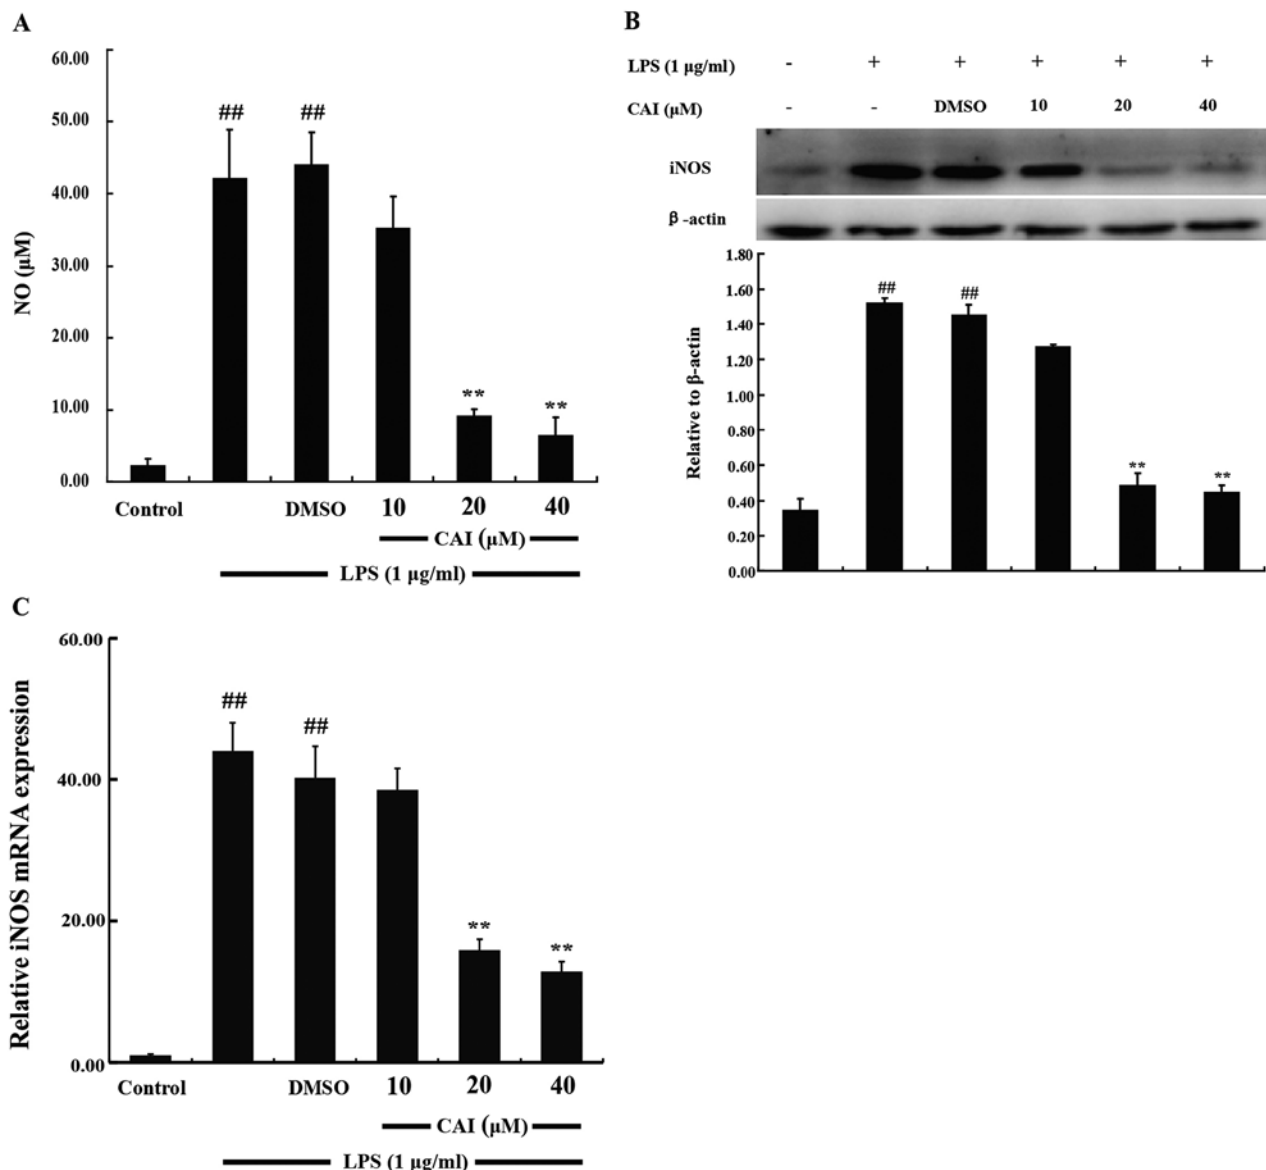 A
60.00
50.00
40.00
30.00
20.00
10.00
0.00
NO (μM)
##
##
**
**
Control
DMSO
10
20
40
CAI (μM)
LPS (1 μg/ml)
B
LPS (1 μg/ml) - + + + + +
CAI (μM) - - DMSO 10 20 40
iNOS
β-actin
1.80
1.60
1.40
1.20
1.00
0.80
0.60
0.40
0.20
0.00
Relative to β-actin
##
##
**
**
C
60.00
40.00
20.00
0.00
Relative iNOS mRNA expression
##
##
**
**
Control
DMSO
10
20
40
CAI (μM)
LPS (1 μg/ml)